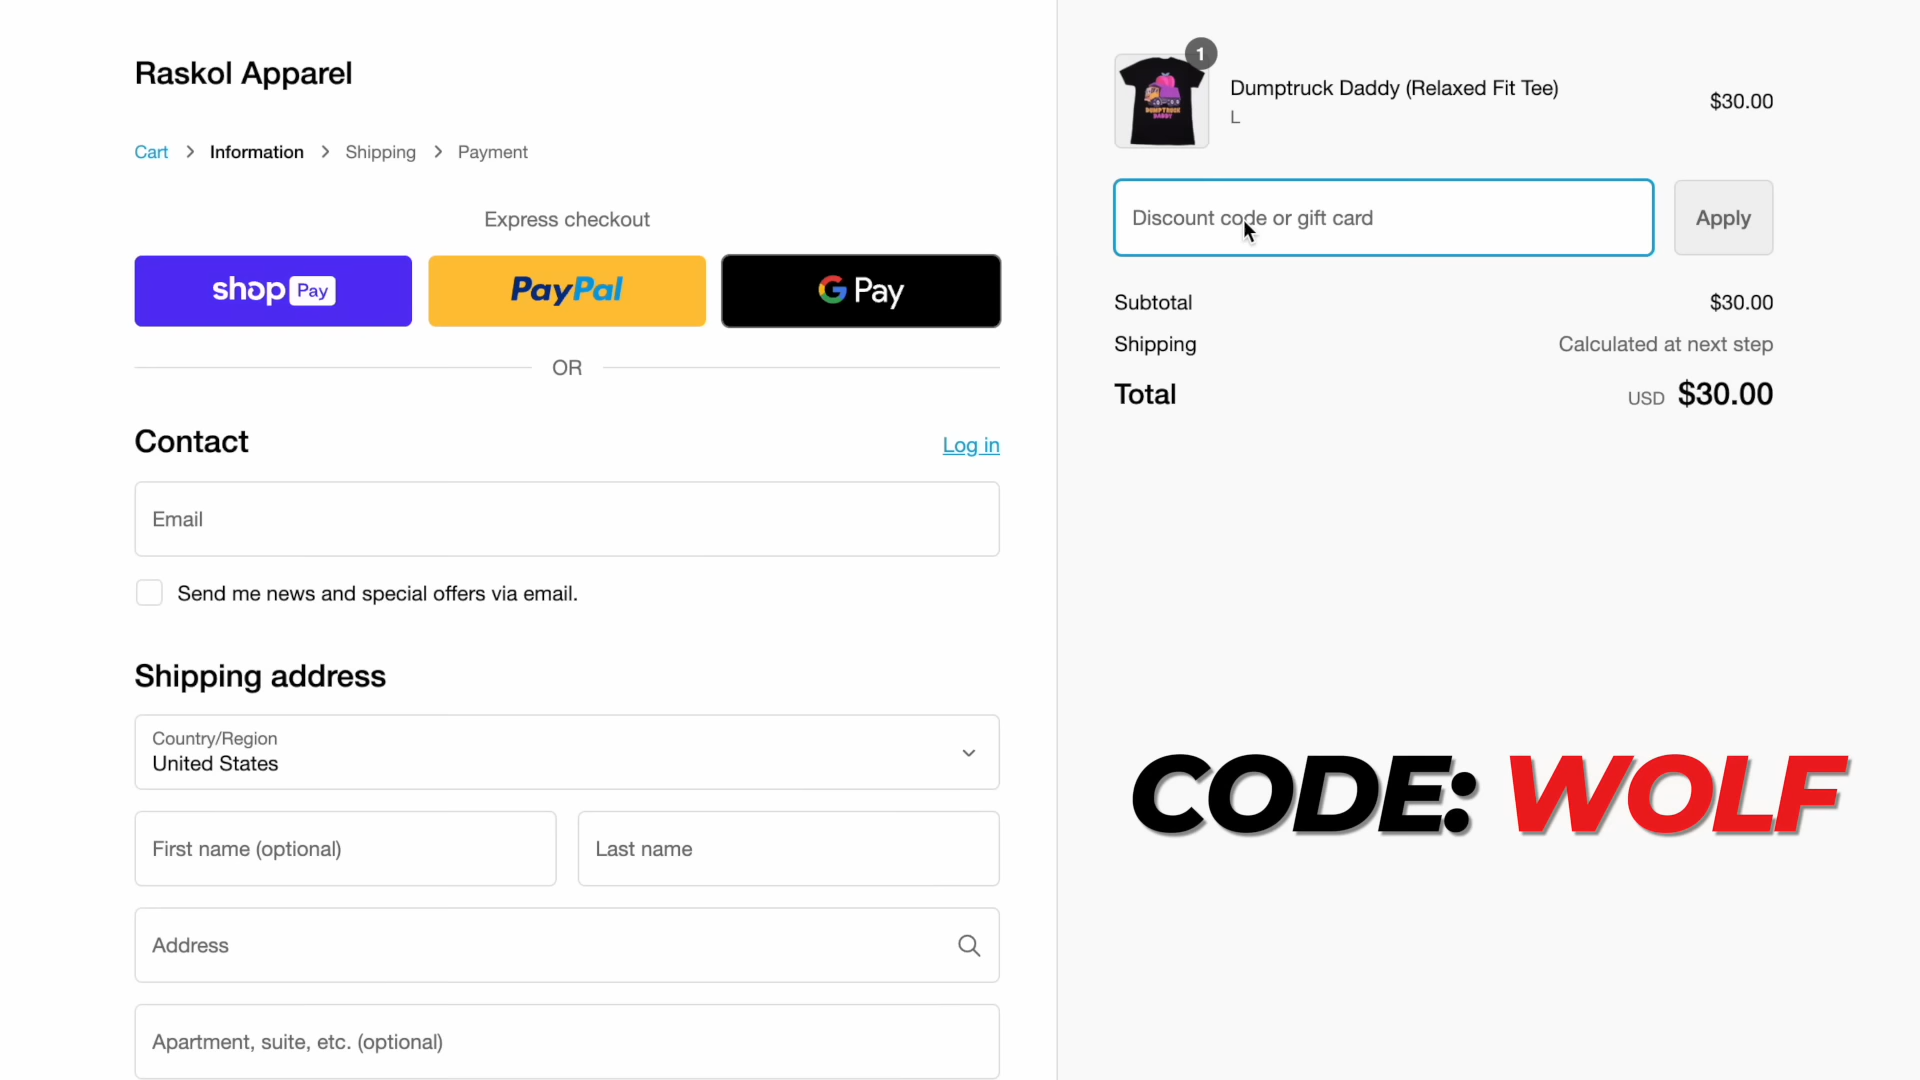 Raskol Apparel
Cart > Information > Shipping > Payment
Express checkout
shop Pay
PayPal
G Pay
OR
Contact
Log in
Email
Send me news and special offers via email.
Shipping address
Country/Region
United States
First name (optional)
Last name
Address
Apartment, suite, etc. (optional)
1
DUMPTRUCK
DADDY
Dumptruck Daddy (Relaxed Fit Tee)
L
$30.00
Discount code or gift card
Apply
Subtotal
$30.00
Shipping
Calculated at next step
Total
USD $30.00
CODE: WOLF